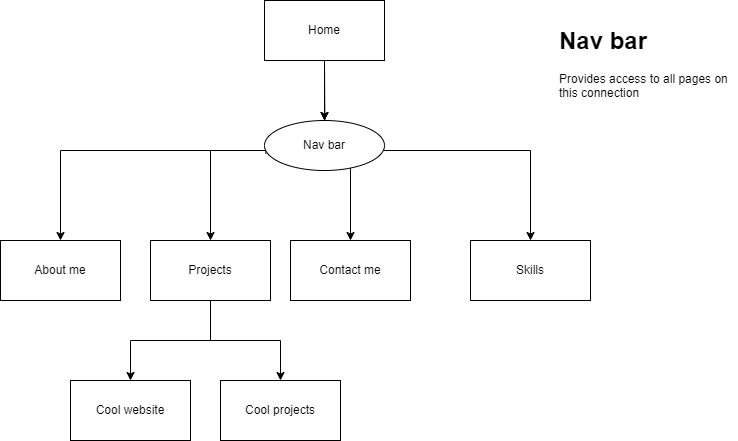 Home
Nav bar
Provides access to all pages on
this connection
Nav bar
About me
Projects
Contact me
Skills
Cool website
Cool projects